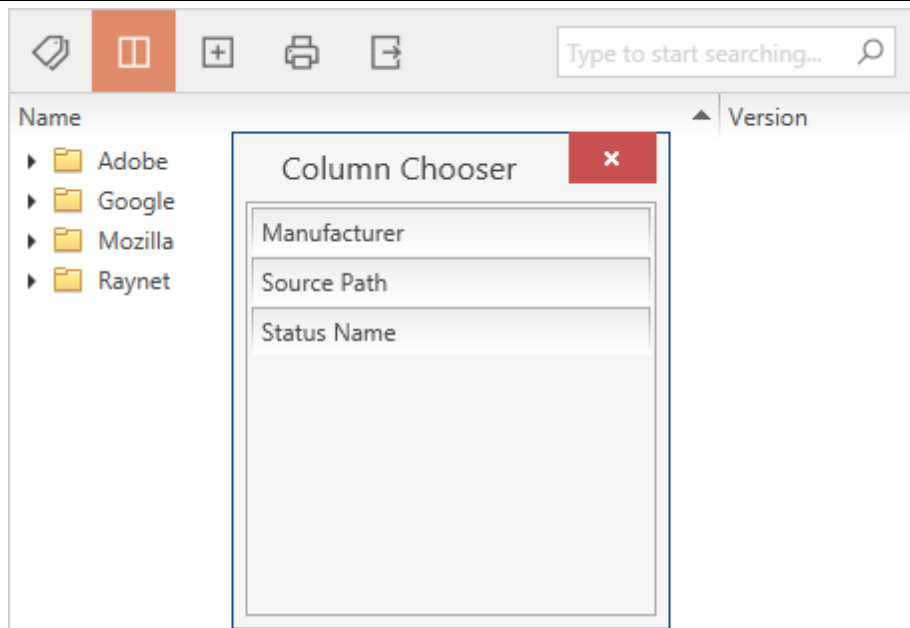 Type to start searching...
Name
Version
Adobe
Google
Mozilla
Raynet
Column Chooser
Manufacturer
Source Path
Status Name